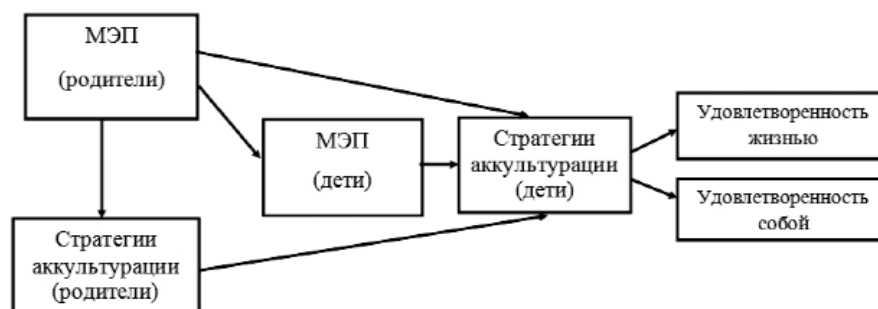 МЭП
(родители)
МЭП
(дети)
Стратегии
аккультурации
(дети)
Удовлетворенность
жизнью
Удовлетворенность
собой
Стратегии
аккультурации
(родители)